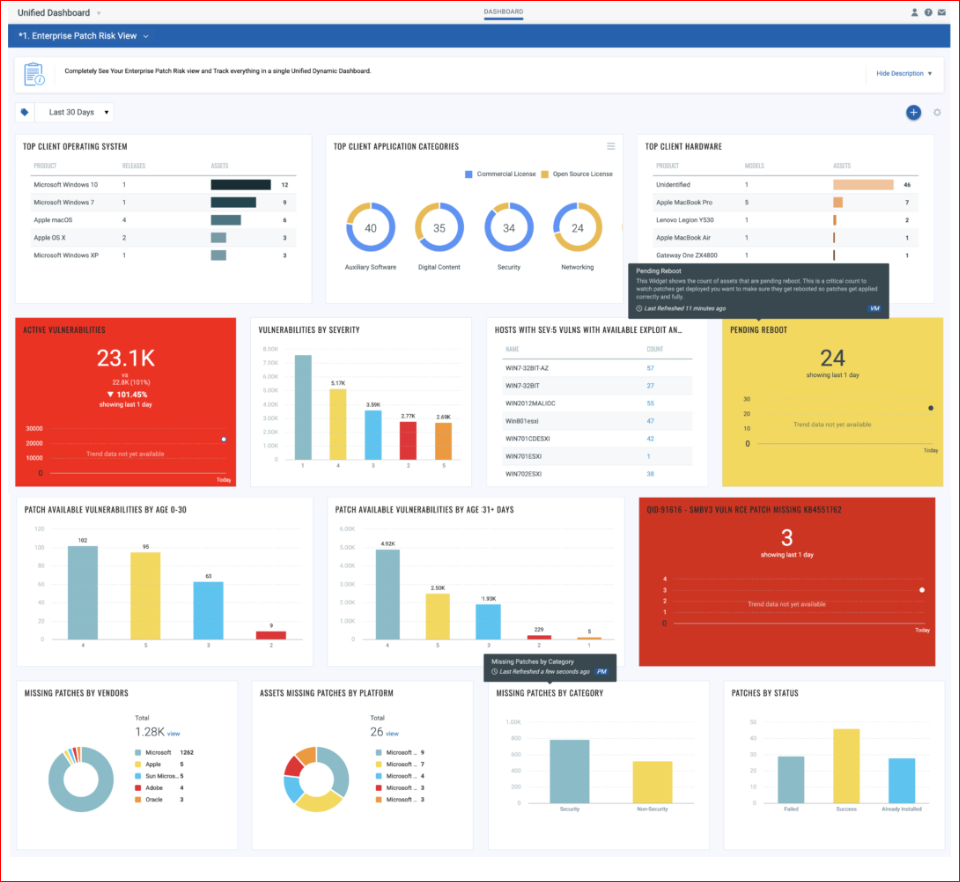 Unified Dashboard
DASHBOARD
*1. Enterprise Patch Risk View
Completely See Your Enterprise Patch Risk view and Track everything in a single Unified Dynamic Dashboard.
Hide Description
Last 30 Days
TOP CLIENT OPERATING SYSTEM
PRODUCT RELEASES ASSETS
Microsoft Windows 10 1 12
Microsoft Windows 7 1 9
Apple macOS 4 6
Apple OS X 2 3
Microsoft Windows XP 1 3
TOP CLIENT APPLICATION CATEGORIES
Commercial License Open Source License
40 35 34 24
Auxiliary Software Digital Content Security Networking
TOP CLIENT HARDWARE
PRODUCT MODELS ASSETS
Unidentified 1 46
Apple MacBook Pro 5 7
Lenovo Legion Y530 1 2
Apple MacBook Air 1 1
Gateway One ZX4800 1 1
Pending Reboot
This Widget shows the count of assets that are pending reboot. This is a critical count to
watch patches get deployed you want to make sure they get rebooted so patches get applied
correctly and fully.
Last Refreshed 11 minutes ago VM
ACTIVE VULNERABILITIES
23.1K
vs
22.8K (101%)
▼ 101.45%
showing last 1 day
30000
20000
Trend data not yet available
10000
0
Today
VULNERABILITIES BY SEVERITY
8.00K
7.00K
6.00K
5.00K
4.00K
3.00K
2.00K
1.00K
0
5.17K
3.59K
2.77K
2.69K
1 4 3 2 5
HOSTS WITH SEV-5 VULNS WITH AVAILABLE EXPLOIT AN...
NAME COUNT
WIN7-32BIT-AZ 57
WIN7-32BIT 27
WIN2012MALIOC 55
Win801esxi 47
WIN701CDESXI 42
WIN701ESXI 1
WIN702ESXI 38
PENDING REBOOT
24
showing last 1 day
30
20
Trend data not yet available
10
0
Today
PATCH AVAILABLE VULNERABILITIES BY AGE 0-30
120
100
80
60
40
20
0
102
95
63
9
4 5 3 2
PATCH AVAILABLE VULNERABILITIES BY AGE 31+ DAYS
6.00K
5.00K
4.00K
3.00K
2.00K
1.00K
0
4.92K
2.53K
1.93K
229
5
4 5 3 2 1
QID:91616 - SMBV3 VULN RCE PATCH MISSING KB4551762
3
showing last 1 day
4
3
2
Trend data not yet available
1
0
Today
Missing Patches by Category
Last Refreshed a few seconds ago PM
MISSING PATCHES BY VENDORS
Total
1.28K view
Microsoft 1262
Apple 5
Sun Micros... 5
Adobe 4
Oracle 3
ASSETS MISSING PATCHES BY PLATFORM
Total
26 view
Microsoft ... 9
Microsoft ... 7
Microsoft ... 4
Microsoft ... 3
Microsoft ... 3
MISSING PATCHES BY CATEGORY
1.00K
800
600
400
200
0
Security Non-Security
PATCHES BY STATUS
50
40
30
20
10
0
Failed Success Already Installed